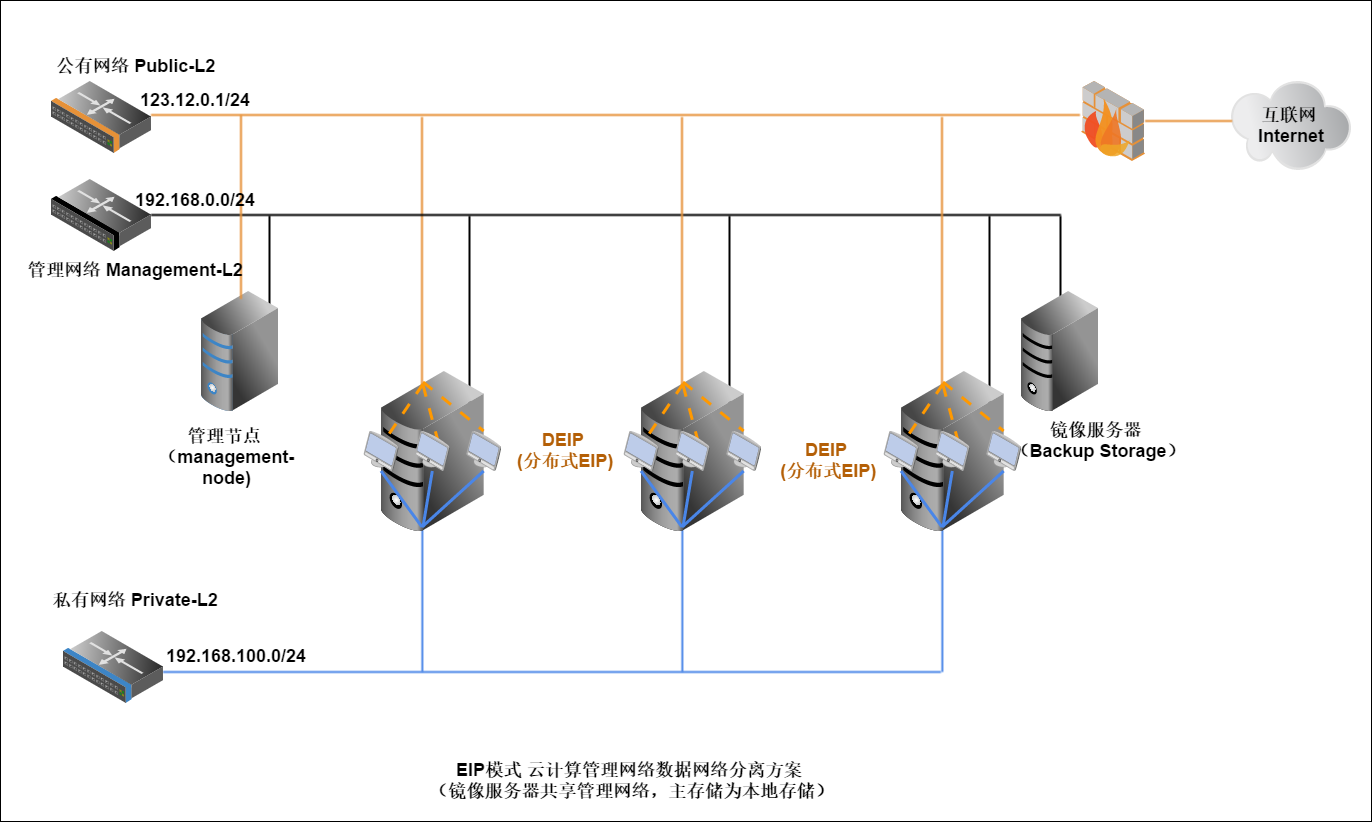 公有网络 Public-L2
123.12.0.1/24
互联网
Internet
192.168.0.0/24
管理网络 Management-L2
管理节点
（management-
node)
DEIP
(分布式EIP)
DEIP
(分布式EIP)
镜像服务器
（Backup Storage）
私有网络 Private-L2
192.168.100.0/24
EIP模式 云计算管理网络数据网络分离方案
（镜像服务器共享管理网络，主存储为本地存储）